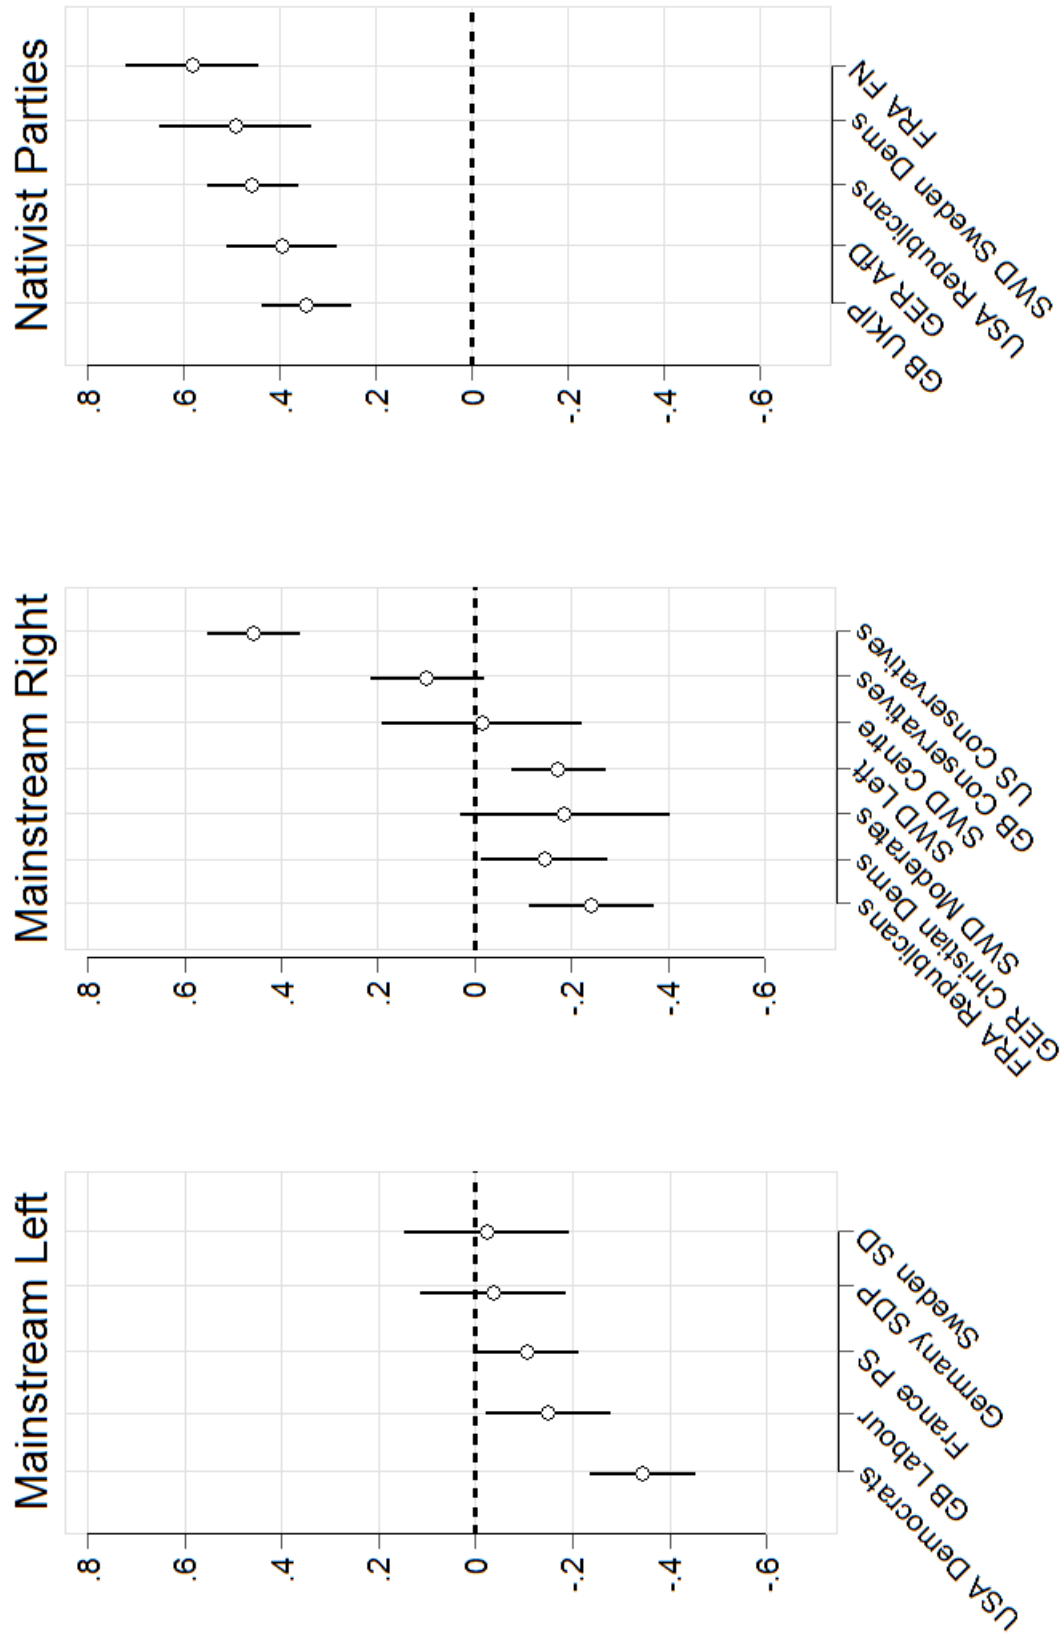 Mainstream Left
.8
.6
.4
.2
0
-.2
-.4
-.6
USA Democrats
GB Labour
France PS
Germany SDP
Sweden SD
Mainstream Right
.8
.6
.4
.2
0
-.2
-.4
-.6
FRA Republicans
GER Christian Dems
SWD Moderates
SWD Left
SWD Centre
GB Conservatives
US Conservatives
Nativist Parties
.8
.6
.4
.2
0
-.2
-.4
-.6
GB UKIP
GER AfD
USA Republicans
SWD Sweden Dems
FRA FN